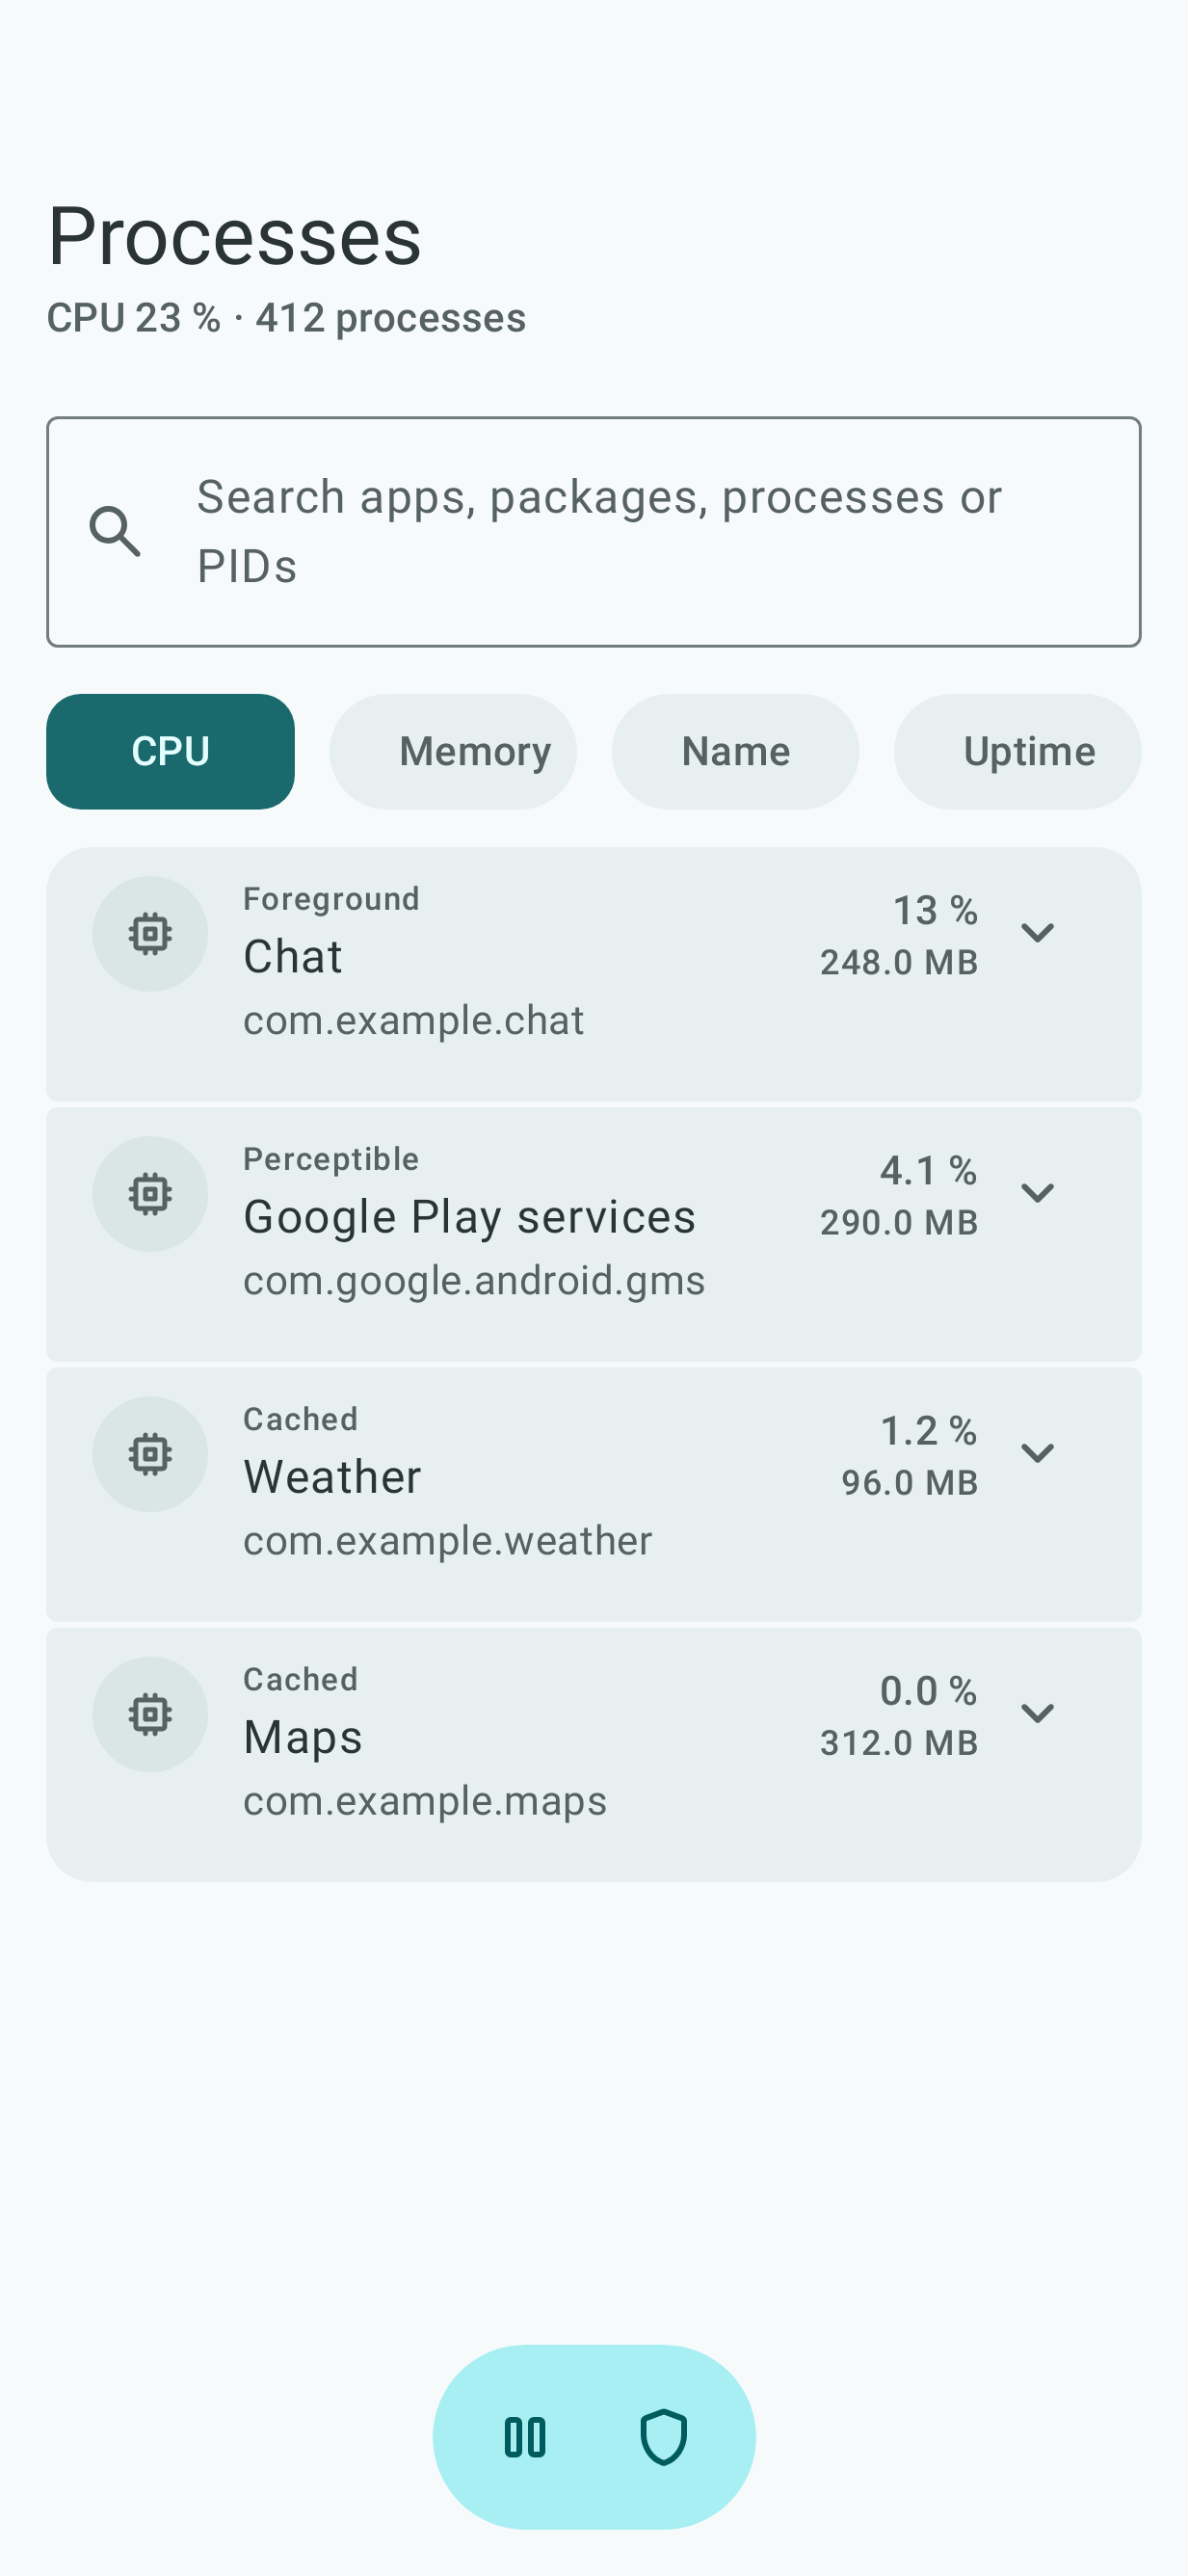 Processes
CPU 23 % · 412 processes
Search apps, packages, processes or
PIDs
CPU
Memory
Name
Uptime
Foreground
Chat
com.example.chat
13 %
248.0 MB
Perceptible
Google Play services
com.google.android.gms
4.1 %
290.0 MB
Cached
Weather
com.example.weather
1.2 %
96.0 MB
Cached
Maps
com.example.maps
0.0 %
312.0 MB